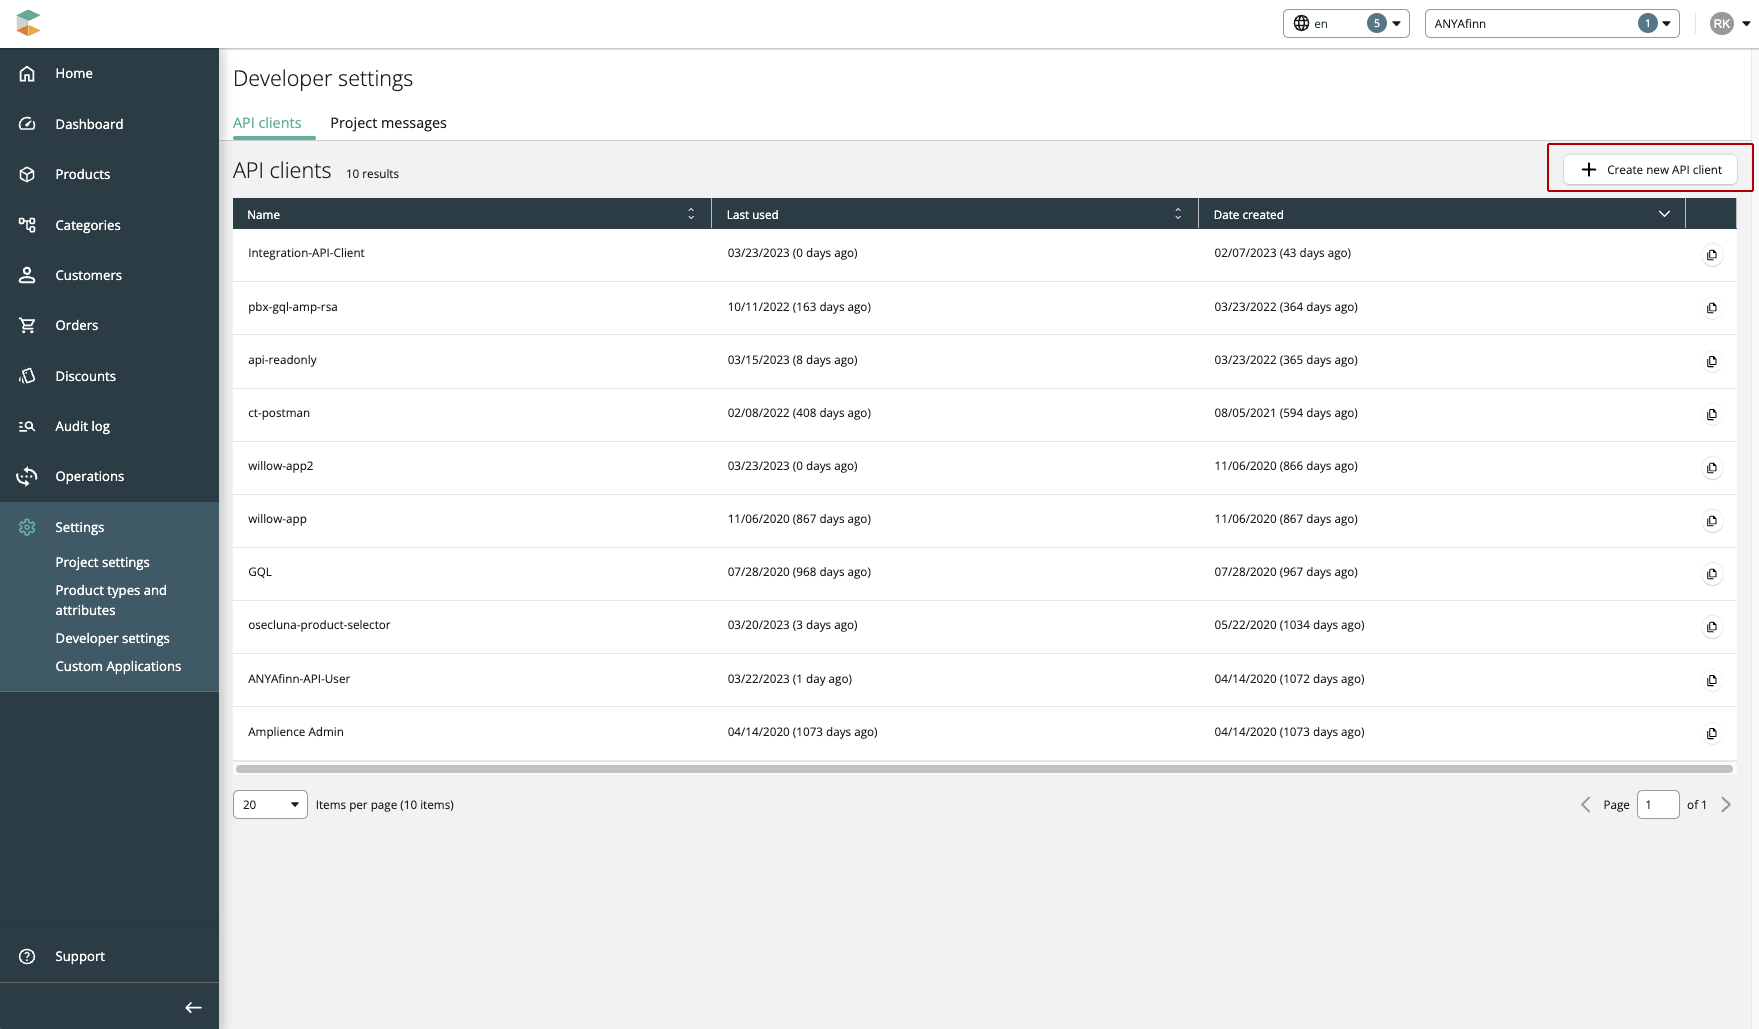 en 5 ANYAfinn 1 RK
Home
Dashboard
Products
Categories
Customers
Orders
Discounts
Audit log
Operations
Settings
Project settings
Product types and
attributes
Developer settings
Custom Applications
Support
Developer settings
API clients Project messages
API clients 10 results Create new API client
Name Last used Date created
Integration-API-Client 03/23/2023 (0 days ago) 02/07/2023 (43 days ago)
pbx-gql-amp-rsa 10/11/2022 (163 days ago) 03/23/2022 (364 days ago)
api-readonly 03/15/2023 (8 days ago) 03/23/2022 (365 days ago)
ct-postman 02/08/2022 (408 days ago) 08/05/2021 (594 days ago)
willow-app2 03/23/2023 (0 days ago) 11/06/2020 (866 days ago)
willow-app 11/06/2020 (867 days ago) 11/06/2020 (867 days ago)
GQL 07/28/2020 (968 days ago) 07/28/2020 (967 days ago)
osecluna-product-selector 03/20/2023 (3 days ago) 05/22/2020 (1034 days ago)
ANYAfinn-API-User 03/22/2023 (1 day ago) 04/14/2020 (1072 days ago)
Amplience Admin 04/14/2020 (1073 days ago) 04/14/2020 (1073 days ago)
20 Items per page (10 items) Page 1 of 1